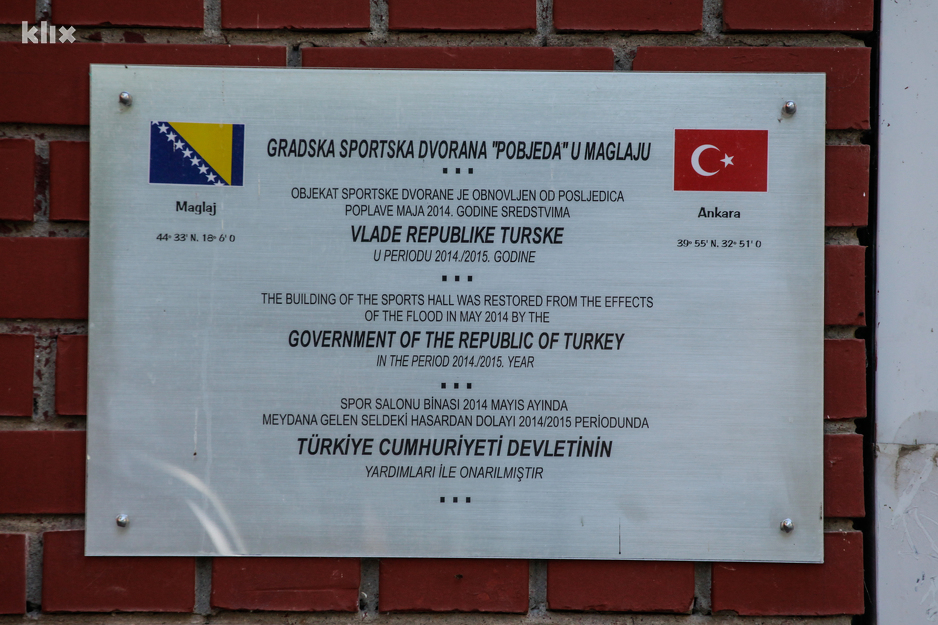 klix
GRADSKA SPORTSKA DVORANA "POBJEDA" U MAGLAJU
▪ ▪ ▪
Maglaj
44° 33' N. 18° 6' 0
Ankara
39° 55' N. 32° 51' 0
OBJEKAT SPORTSKE DVORANE JE OBNOVLJEN OD POSLJEDICA
POPLAVE MAJA 2014. GODINE SREDSTVIMA
VLADE REPUBLIKE TURSKE
U PERIODU 2014./2015. GODINE
▪ ▪ ▪
THE BUILDING OF THE SPORTS HALL WAS RESTORED FROM THE EFFECTS
OF THE FLOOD IN MAY 2014 BY THE
GOVERNMENT OF THE REPUBLIC OF TURKEY
IN THE PERIOD 2014./2015. YEAR
▪ ▪ ▪
SPOR SALONU BİNASI 2014 MAYIS AYINDA
MEYDANA GELEN SELDEKİ HASARDAN DOLAYI 2014/2015 PERIODUNDA
TÜRKİYE CUMHURİYETİ DEVLETİNİN
YARDIMLARI İLE ONARILMIŞTIR
▪ ▪ ▪